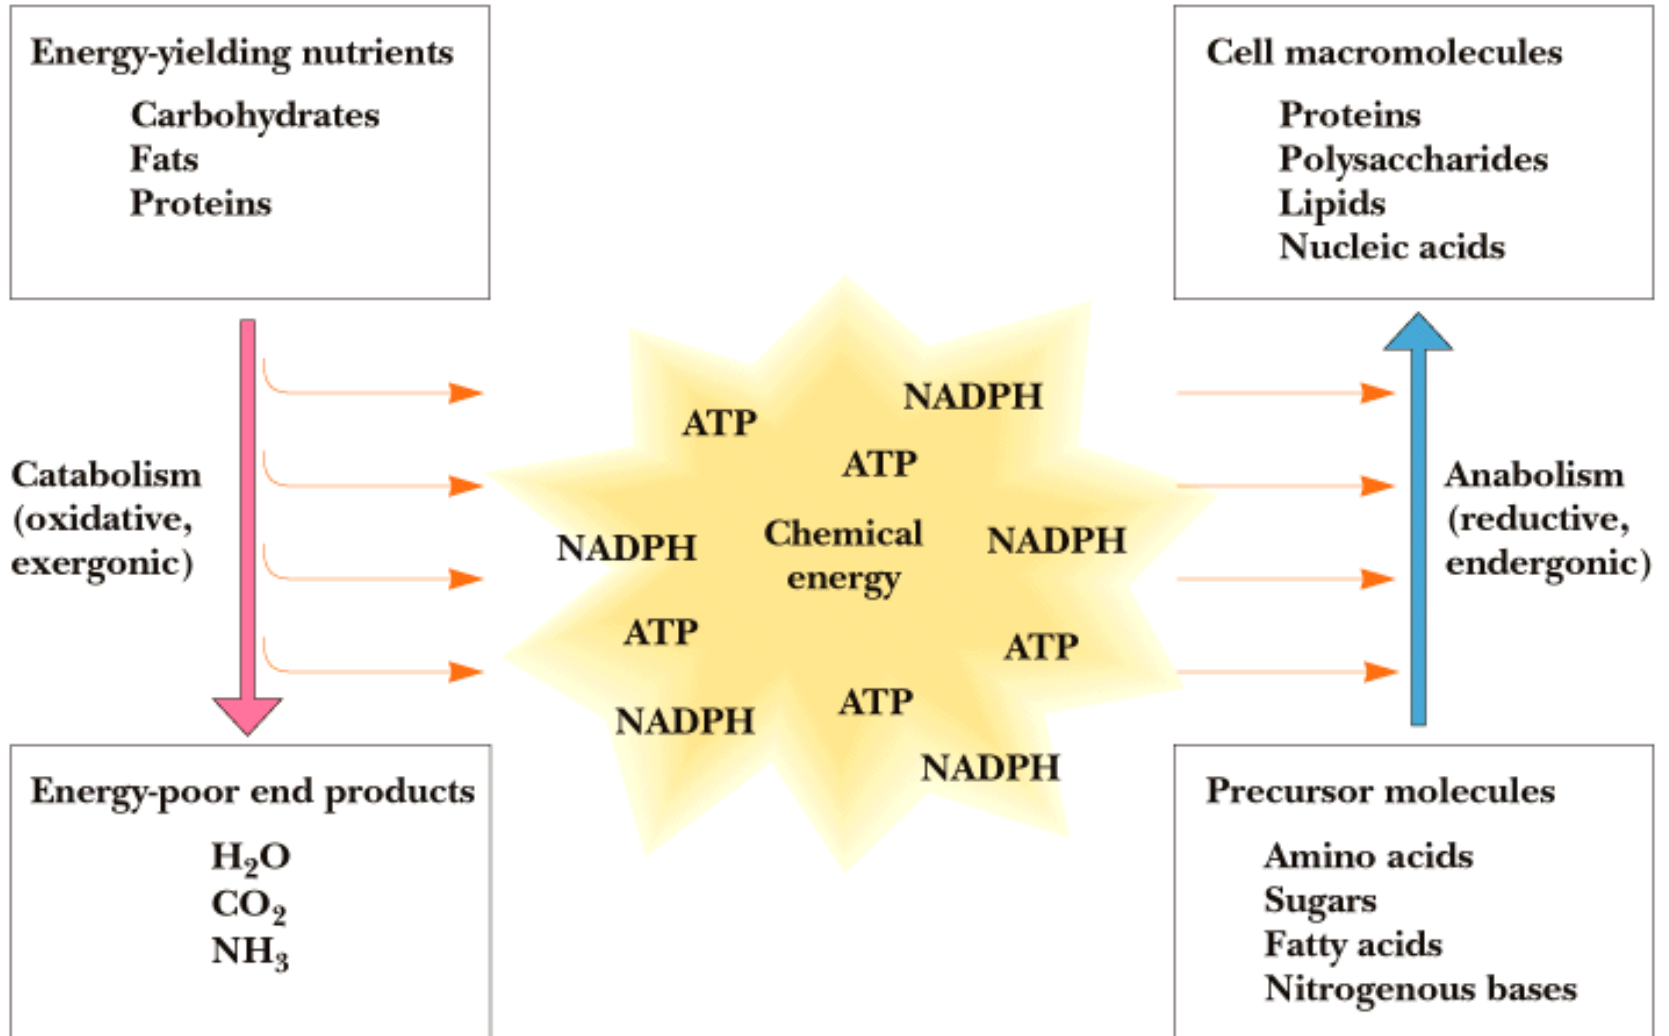 Energy-yielding nutrients
Carbohydrates
Fats
Proteins
Cell macromolecules
Proteins
Polysaccharides
Lipids
Nucleic acids
Catabolism
(oxidative,
exergonic)
ATP
NADPH
ATP
Chemical
energy
NADPH
NADPH
ATP
ATP
ATP
NADPH
NADPH
Anabolism
(reductive,
endergonic)
Energy-poor end products
H₂O
CO₂
NH₃
Precursor molecules
Amino acids
Sugars
Fatty acids
Nitrogenous bases